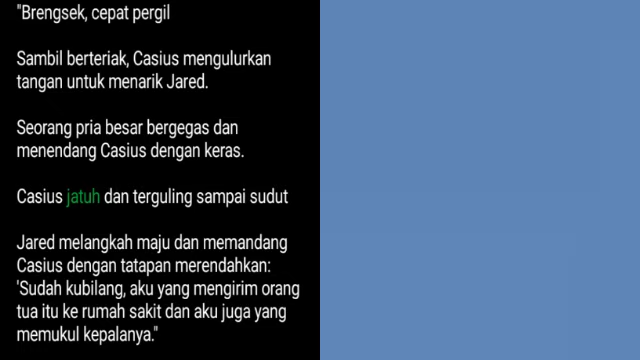 "Brengsek, cepat pergil
Sambil berteriak, Casius mengulurkan
tangan untuk menarik Jared.
Seorang pria besar bergegas dan
menendang Casius dengan keras.
Casius jatuh dan terguling sampai sudut
Jared melangkah maju dan memandang
Casius dengan tatapan merendahkan:
'Sudah kubilang, aku yang mengirim orang
tua itu ke rumah sakit dan aku juga yang
memukul kepalanya."